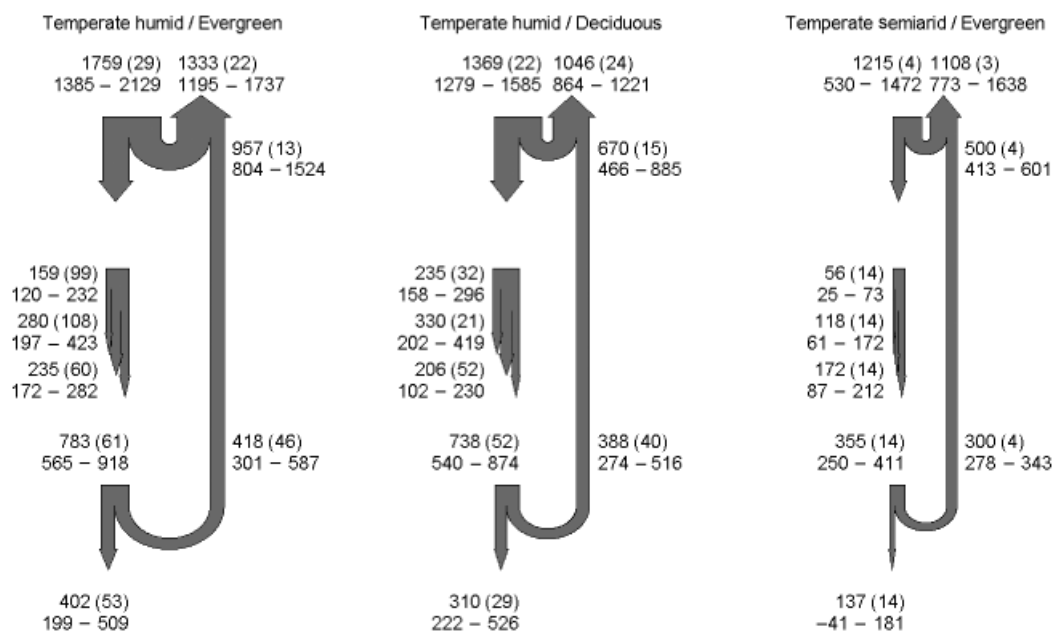 Temperate humid / Evergreen
1759 (29) 1333 (22)
1385 – 2129 1195 – 1737
957 (13)
804 – 1524
159 (99)
120 – 232
280 (108)
197 – 423
235 (60)
172 – 282
783 (61)
565 – 918
418 (46)
301 – 587
402 (53)
199 – 509
Temperate humid / Deciduous
1369 (22) 1046 (24)
1279 – 1585 864 – 1221
670 (15)
466 – 885
235 (32)
158 – 296
330 (21)
202 – 419
206 (52)
102 – 230
738 (52)
540 – 874
388 (40)
274 – 516
310 (29)
222 – 526
Temperate semiarid / Evergreen
1215 (4) 1108 (3)
530 – 1472 773 – 1638
500 (4)
413 – 601
56 (14)
25 – 73
118 (14)
61 – 172
172 (14)
87 – 212
355 (14)
250 – 411
300 (4)
278 – 343
137 (14)
–41 – 181